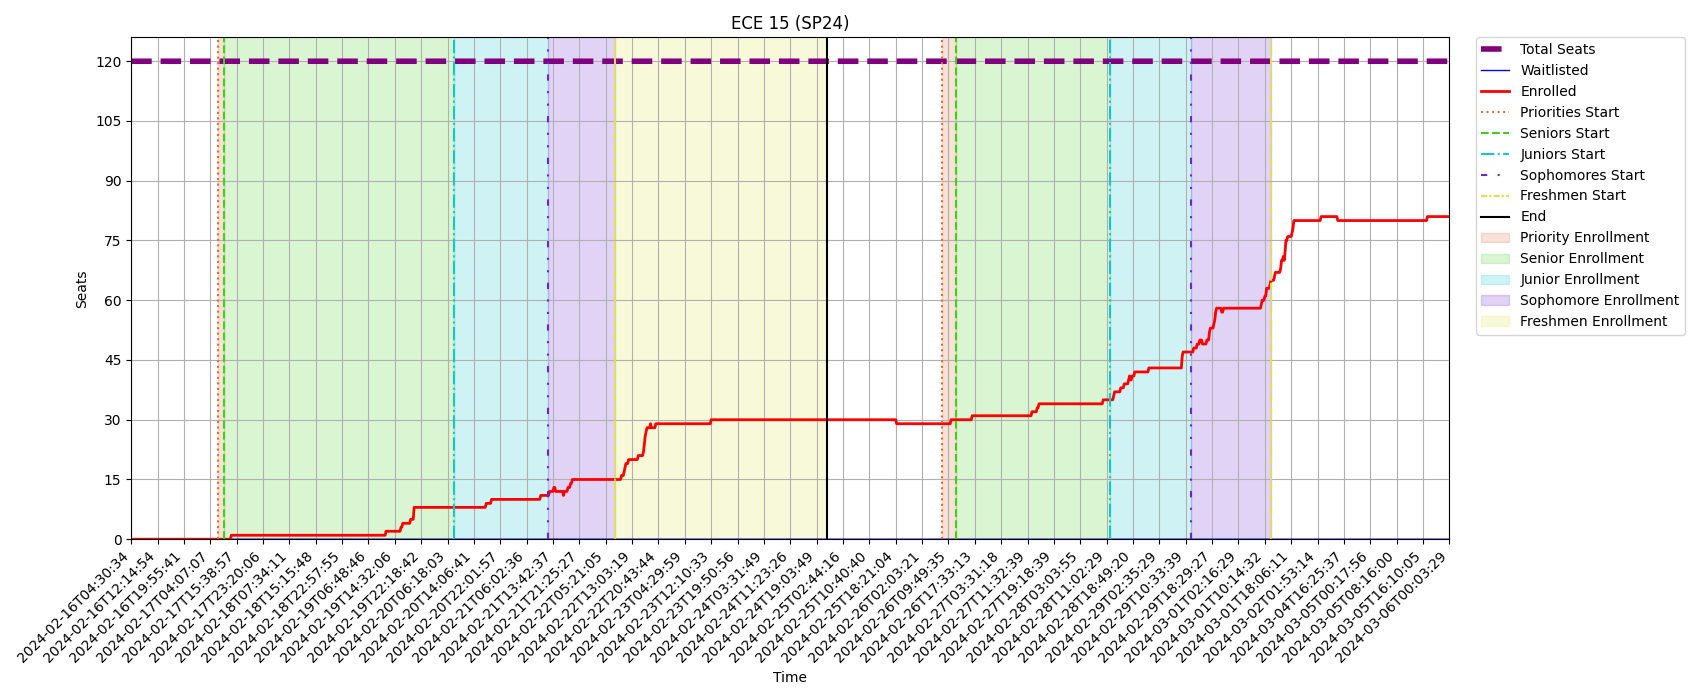 ECE 15 (SP24)
Total Seats
Waitlisted
Enrolled
Priorities Start
Seniors Start
Juniors Start
Sophomores Start
Freshmen Start
End
Priority Enrollment
Senior Enrollment
Junior Enrollment
Sophomore Enrollment
Freshmen Enrollment
Seats
120
105
90
75
60
45
30
15
0
2024-02-16T04:30:34
2024-02-16T12:14:54
2024-02-16T19:55:41
2024-02-17T04:07:07
2024-02-17T15:38:57
2024-02-17T23:20:06
2024-02-18T07:34:11
2024-02-18T15:15:48
2024-02-18T22:57:55
2024-02-19T06:48:46
2024-02-19T14:32:06
2024-02-19T22:18:42
2024-02-20T06:18:03
2024-02-20T14:06:41
2024-02-20T22:01:57
2024-02-21T06:02:36
2024-02-21T13:42:37
2024-02-21T21:25:27
2024-02-22T05:21:05
2024-02-22T13:03:19
2024-02-22T20:43:44
2024-02-23T04:29:59
2024-02-23T12:10:33
2024-02-23T19:50:56
2024-02-24T03:31:49
2024-02-24T11:23:26
2024-02-24T19:03:49
2024-02-25T02:44:16
2024-02-25T10:40:40
2024-02-25T18:21:04
2024-02-26T02:03:21
2024-02-26T09:49:35
2024-02-26T17:33:13
2024-02-27T03:31:18
2024-02-27T11:32:39
2024-02-27T19:18:39
2024-02-28T03:03:55
2024-02-28T11:02:29
2024-02-28T18:49:20
2024-02-29T02:35:29
2024-02-29T10:33:39
2024-02-29T18:29:27
2024-03-01T02:16:29
2024-03-01T10:14:32
2024-03-01T18:06:11
2024-03-02T01:53:14
2024-03-04T16:25:37
2024-03-05T00:17:56
2024-03-05T08:16:00
2024-03-05T16:10:05
2024-03-06T00:03:29
Time